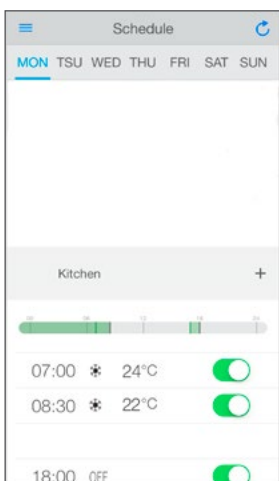 Schedule
MON TSU WED THU FRI SAT SUN
Kitchen +
07:00 24°C
08:30 22°C
18:00 OFF